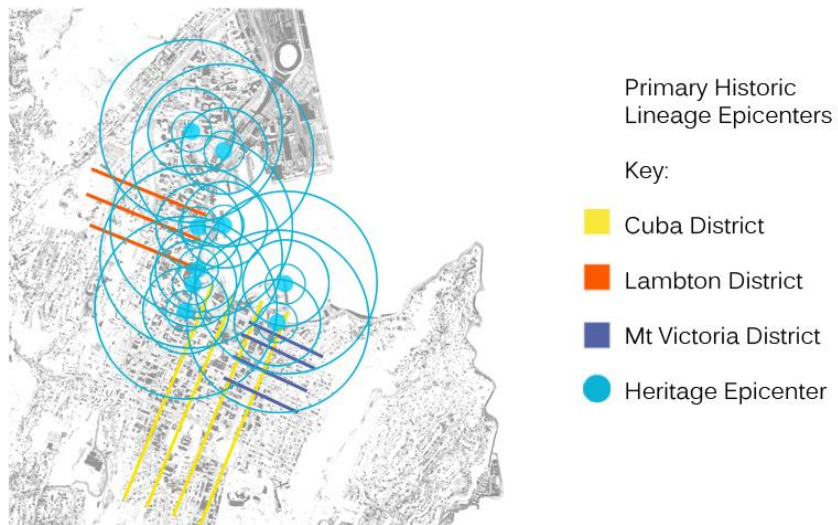 Primary Historic
Lineage Epicenters
Key:
Cuba District
Lambton District
Mt Victoria District
Heritage Epicenter